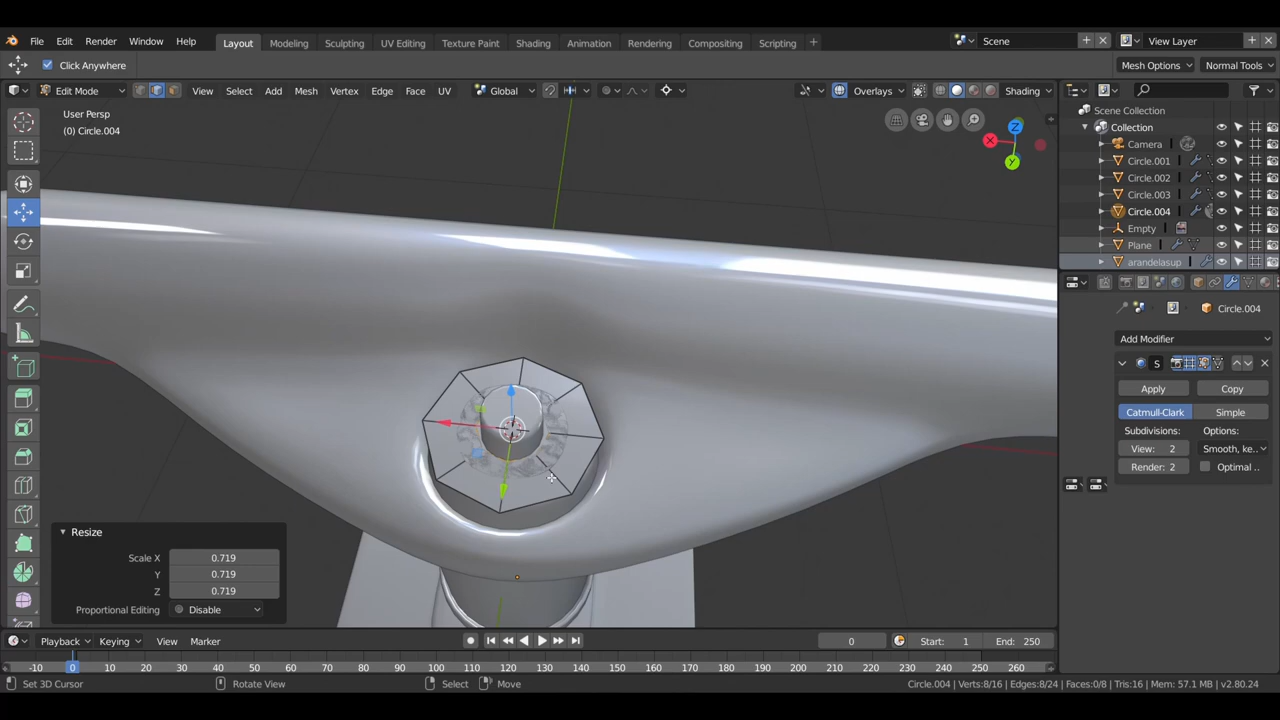 File Edit Render Window Help Layout Modeling Sculpting UV Editing Texture Paint Shading Animation Rendering Compositing Scripting + Scene View Layer
Click Anywhere Mesh Options Normal Tools
Edit Mode View Select Add Mesh Vertex Edge Face UV Global Overlays Shading
User Persp
(0) Circle.004
Z
X
Y
Scene Collection
Collection
Camera
Circle.001
Circle.002
Circle.003
Circle.004
Empty
Plane
arandelasup
Circle.004
Add Modifier
S
Apply Copy
Catmull-Clark Simple
Subdivisions: Options:
View: 2 Smooth, ke..
Render: 2 Optimal ..
Resize
Scale X 0.719
Y 0.719
Z 0.719
Proportional Editing Disable
Playback Keying View Marker 0 Start: 1 End: 250
-10 0 10 20 30 40 50 60 70 80 90 100 110 120 130 140 150 160 170 180 190 200 210 220 230 240 250 260
Set 3D Cursor Rotate View Select Move Circle.004 | Verts:8/16 | Edges:8/24 | Faces:0/8 | Tris:16 | Mem: 57.1 MB | v2.80.24